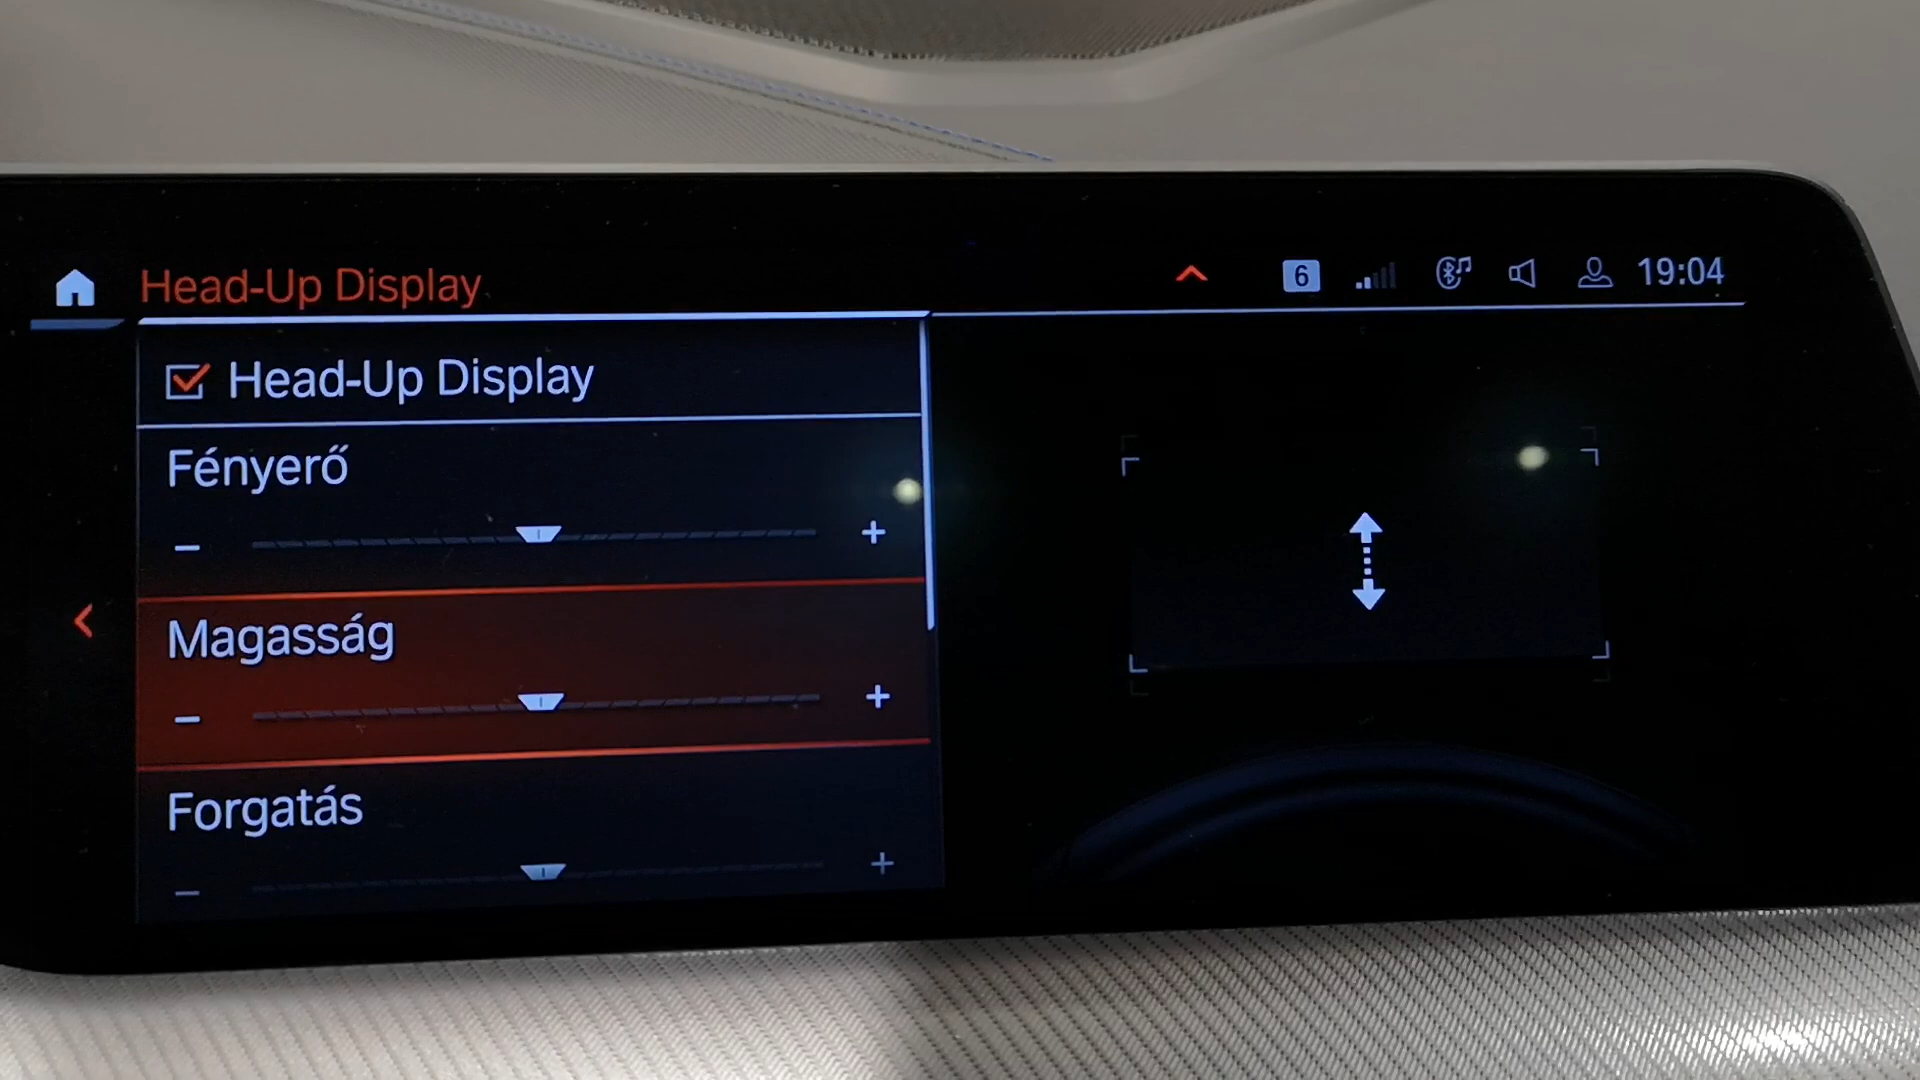 Head-Up Display
6
19:04
Head-Up Display
Fényerő
- +
Magasság
- +
Forgatás
- +